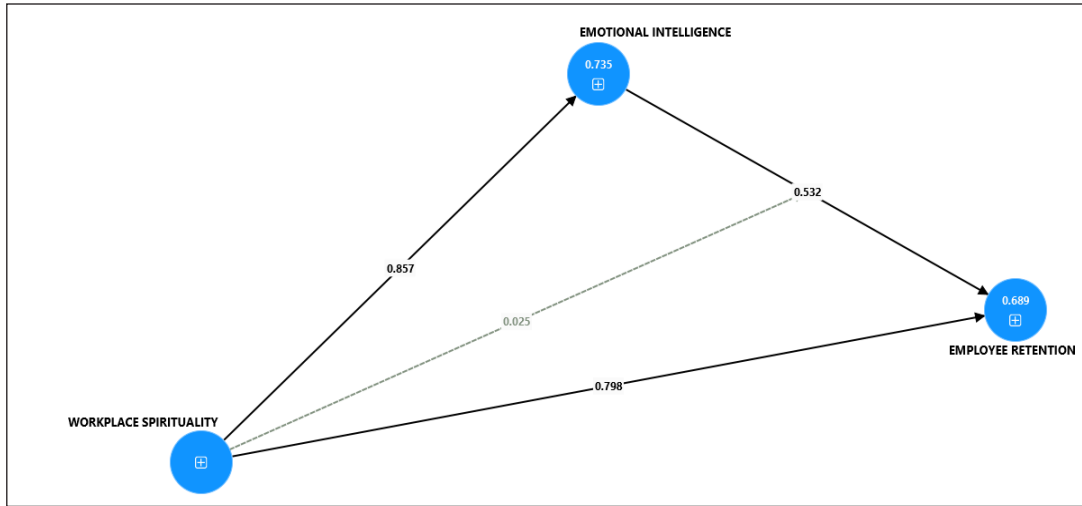 EMOTIONAL INTELLIGENCE
0.735
0.532
0.857
0.025
0.689
EMPLOYEE RETENTION
0.798
WORKPLACE SPIRITUALITY